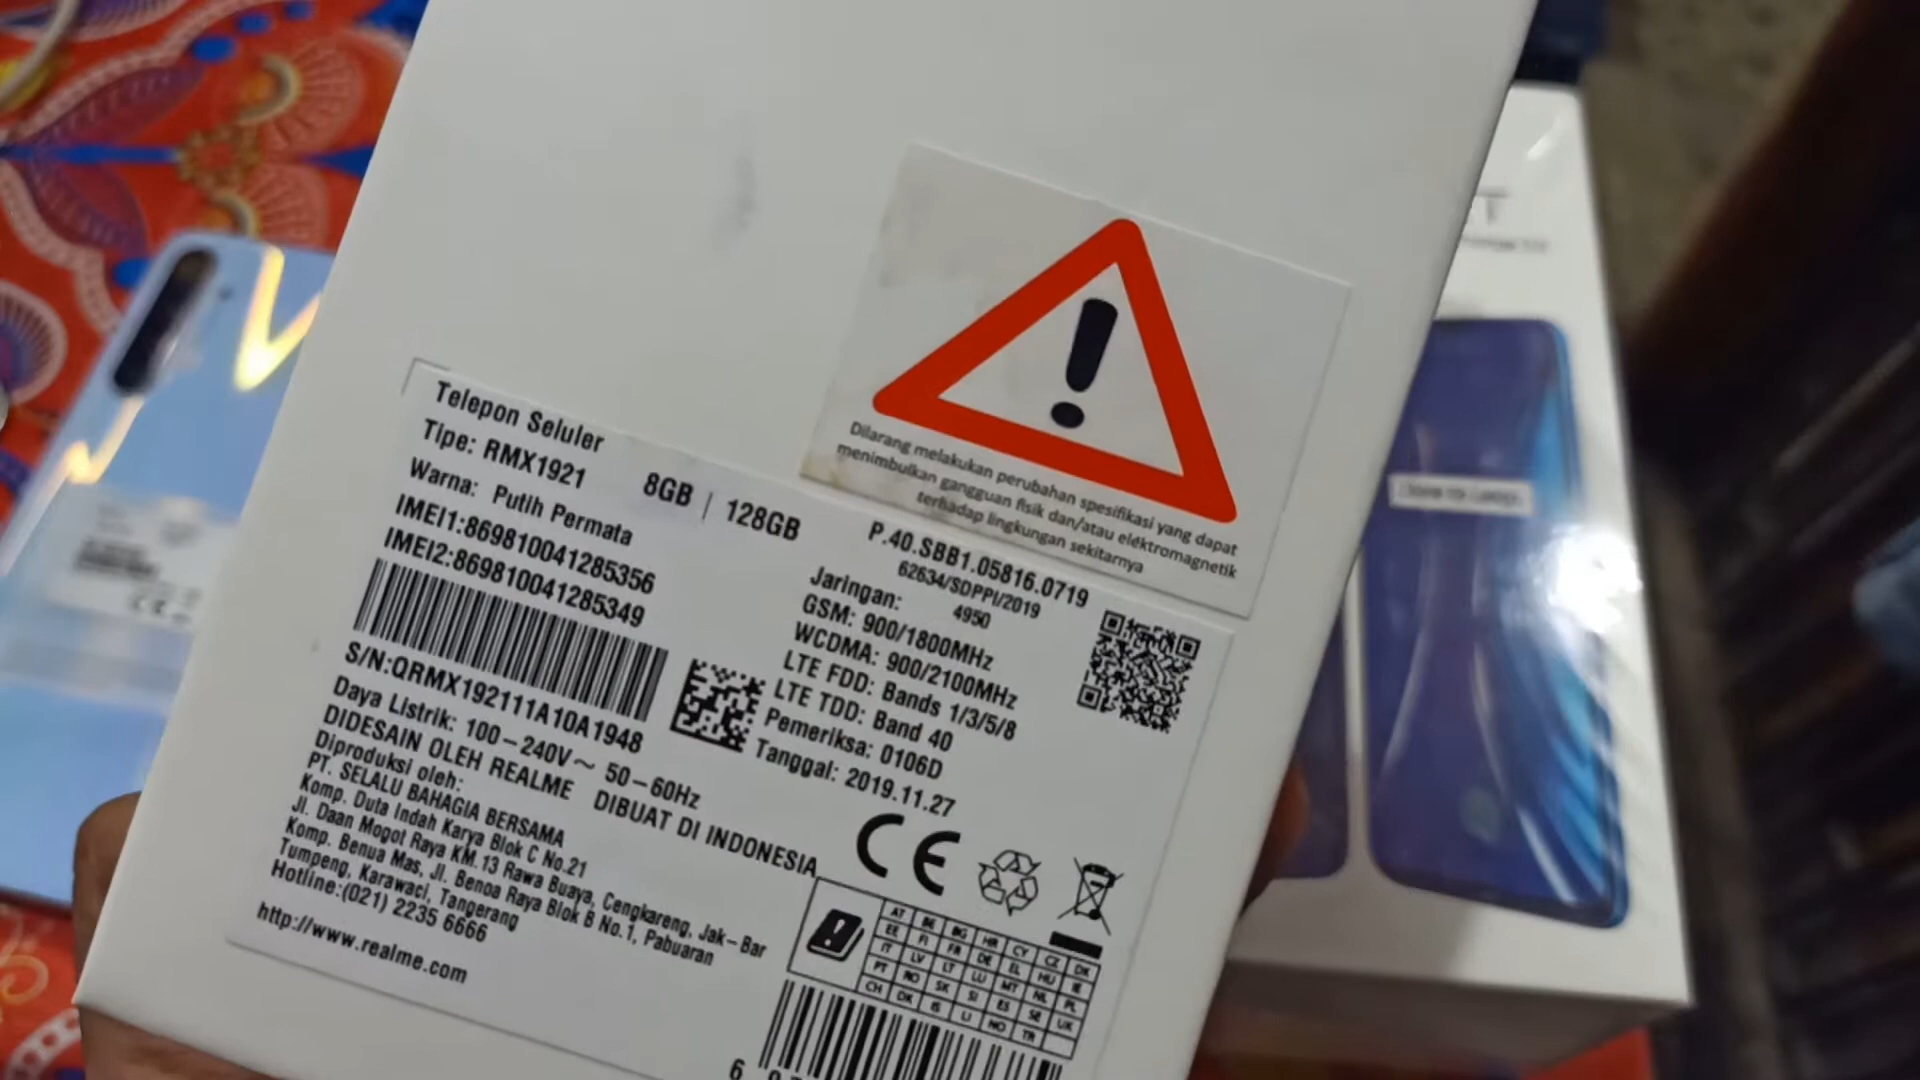 Dilarang melakukan perubahan spesifikasi yang dapat
menimbulkan gangguan fisik dan/atau elektromagnetik
terhadap lingkungan sekitarnya
Telepon Seluler
Tipe: RMX1921
8GB | 128GB
Warna: Putih Permata
IMEI1:869810041285356
IMEI2:869810041285349
S/N:QRMX192111A10A1948
Daya Listrik: 100-240V~ 50-60Hz
DIDESAIN OLEH REALME DIBUAT DI INDONESIA
Diproduksi oleh:
PT. SELALU BAHAGIA BERSAMA
Komp. Duta Indah Karya Blok C No.21
Jl. Daan Mogot Raya KM.13 Rawa Buaya, Cengkareng, Jak-Bar
Komp. Benua Mas, Jl. Benoa Raya Blok B No.1, Pabuaran
Tumpeng, Karawaci, Tangerang
Hotline:(021) 2235 6666
http://www.realme.com
P.40.SBB1.05816.0719
62634/SDPPI/2019
4950
Jaringan:
GSM: 900/1800MHz
WCDMA: 900/2100MHz
LTE FDD: Bands 1/3/5/8
LTE TDD: Band 40
Pemeriksa: 0106D
Tanggal: 2019.11.27
CE
AT BE BG HR CY CZ DK
EE FI FR DE EL HU IE
IT LV LT LU MT NL PL
PT RO SK SI ES SE UK
CH DK IS LI NO TR
6